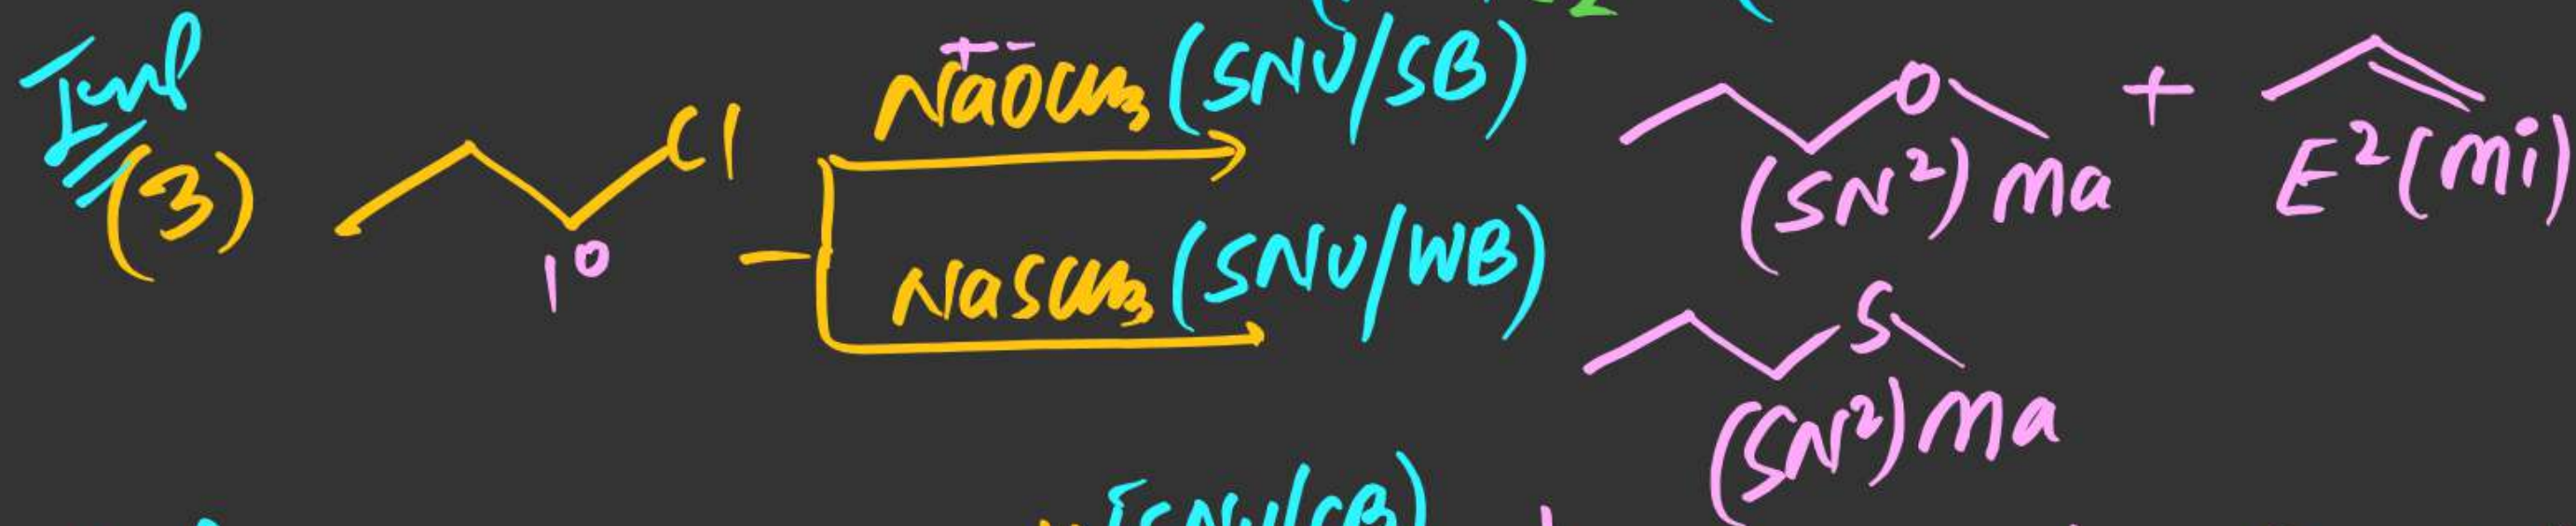 Imp
(3) Cl 1°
+ -
NaOCH3 (SNU/SB) O + 
(SN2) Ma E2 (Mi)
NaSCH3 (SNU/WB) S
(SN2) Ma